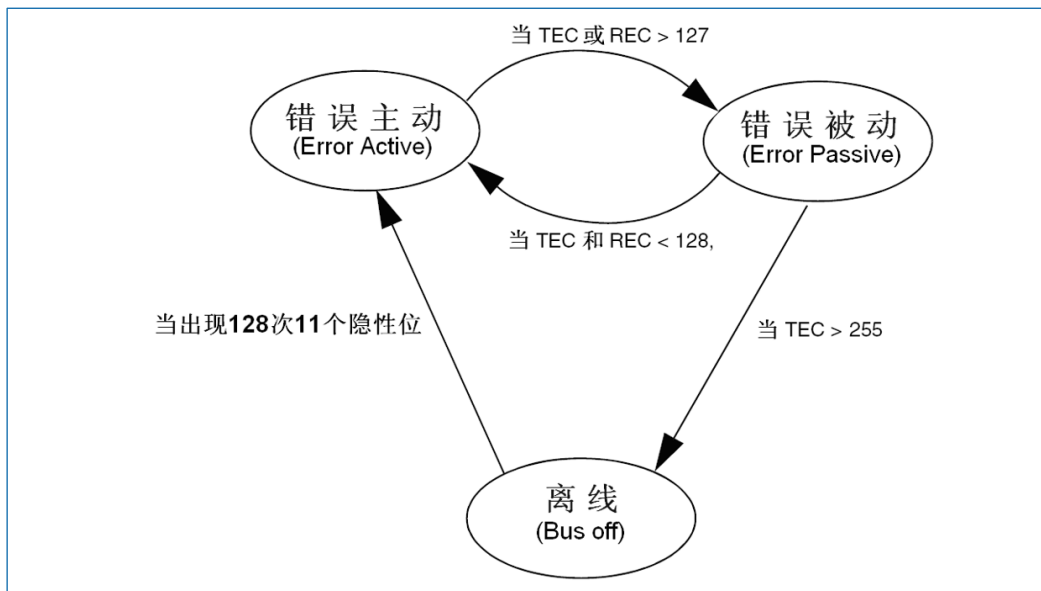 当 TEC 或 REC > 127
错误主动
(Error Active)
错误被动
(Error Passive)
当 TEC 和 REC < 128,
当出现128次11个隐性位
当 TEC > 255
离线
(Bus off)